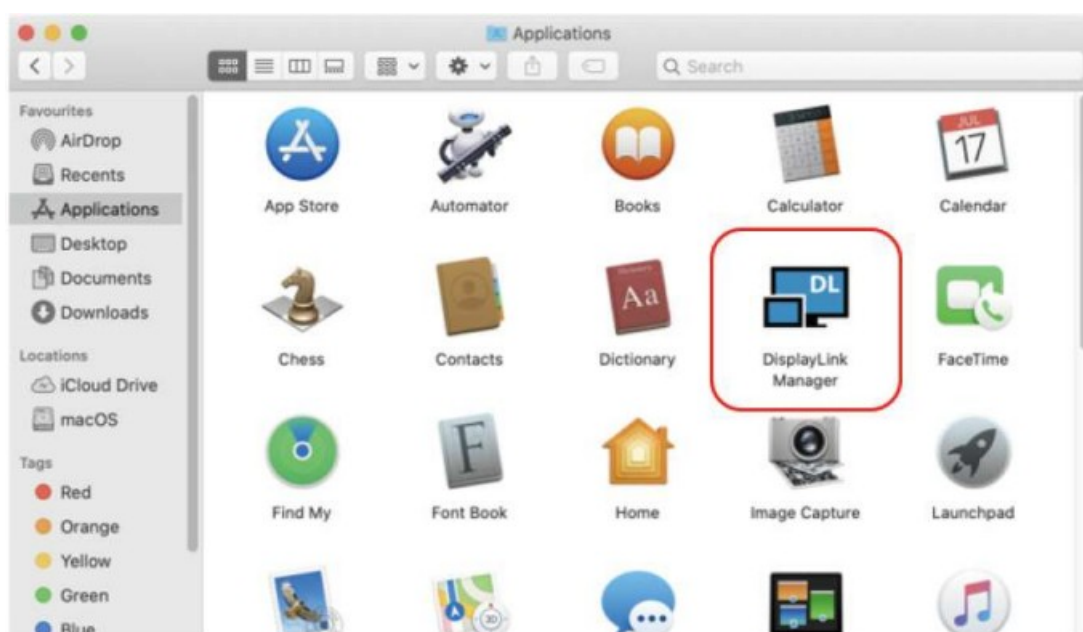 Applications
Search
Favourites
AirDrop
Recents
Applications
Desktop
Documents
Downloads
Locations
iCloud Drive
macOS
Tags
Red
Orange
Yellow
Green
Blue
App Store
Automator
Books
Calculator
JUL
17
Calendar
Chess
Contacts
Dictionary
Aa
Dictionary
DL
DisplayLink
Manager
FaceTime
Find My
F
Font Book
Home
Image Capture
Launchpad
3D